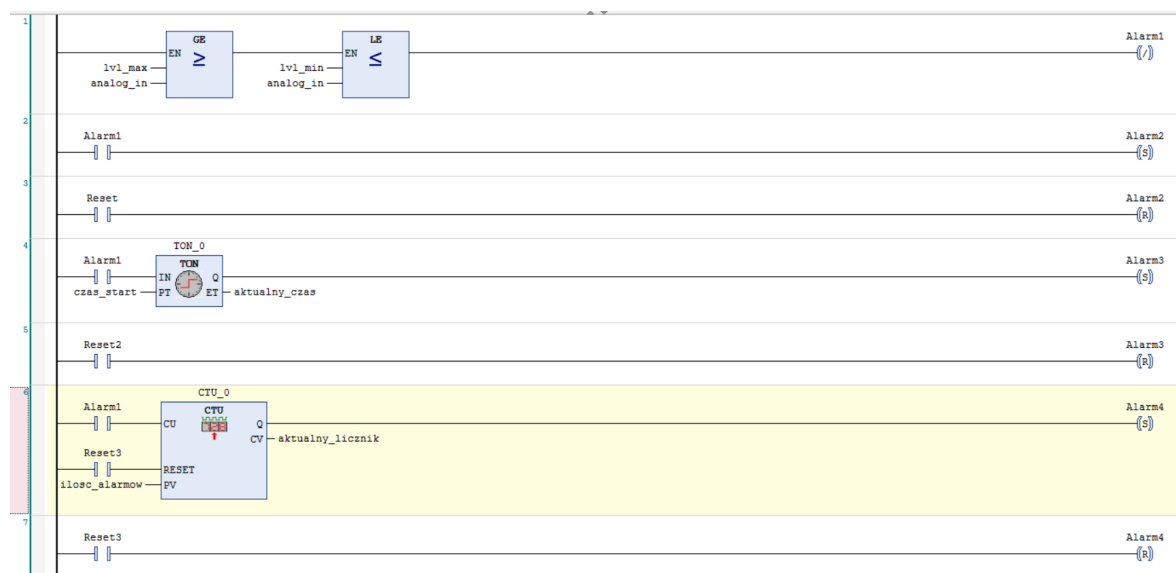 1
GE
EN
≥
lvl_max
analog_in
LE
EN
≤
lvl_min
analog_in
Alarm1
(/)
2
Alarm1
Alarm2
(S)
3
Reset
Alarm2
(R)
4
TON_0
Alarm1
TON
IN Q
czas_start PT ET aktualny_czas
Alarm3
(S)
5
Reset2
Alarm3
(R)
6
CTU_0
Alarm1
CTU
CU Q
CV aktualny_licznik
Reset3
RESET
ilosc_alarmow PV
Alarm4
(S)
7
Reset3
Alarm4
(R)